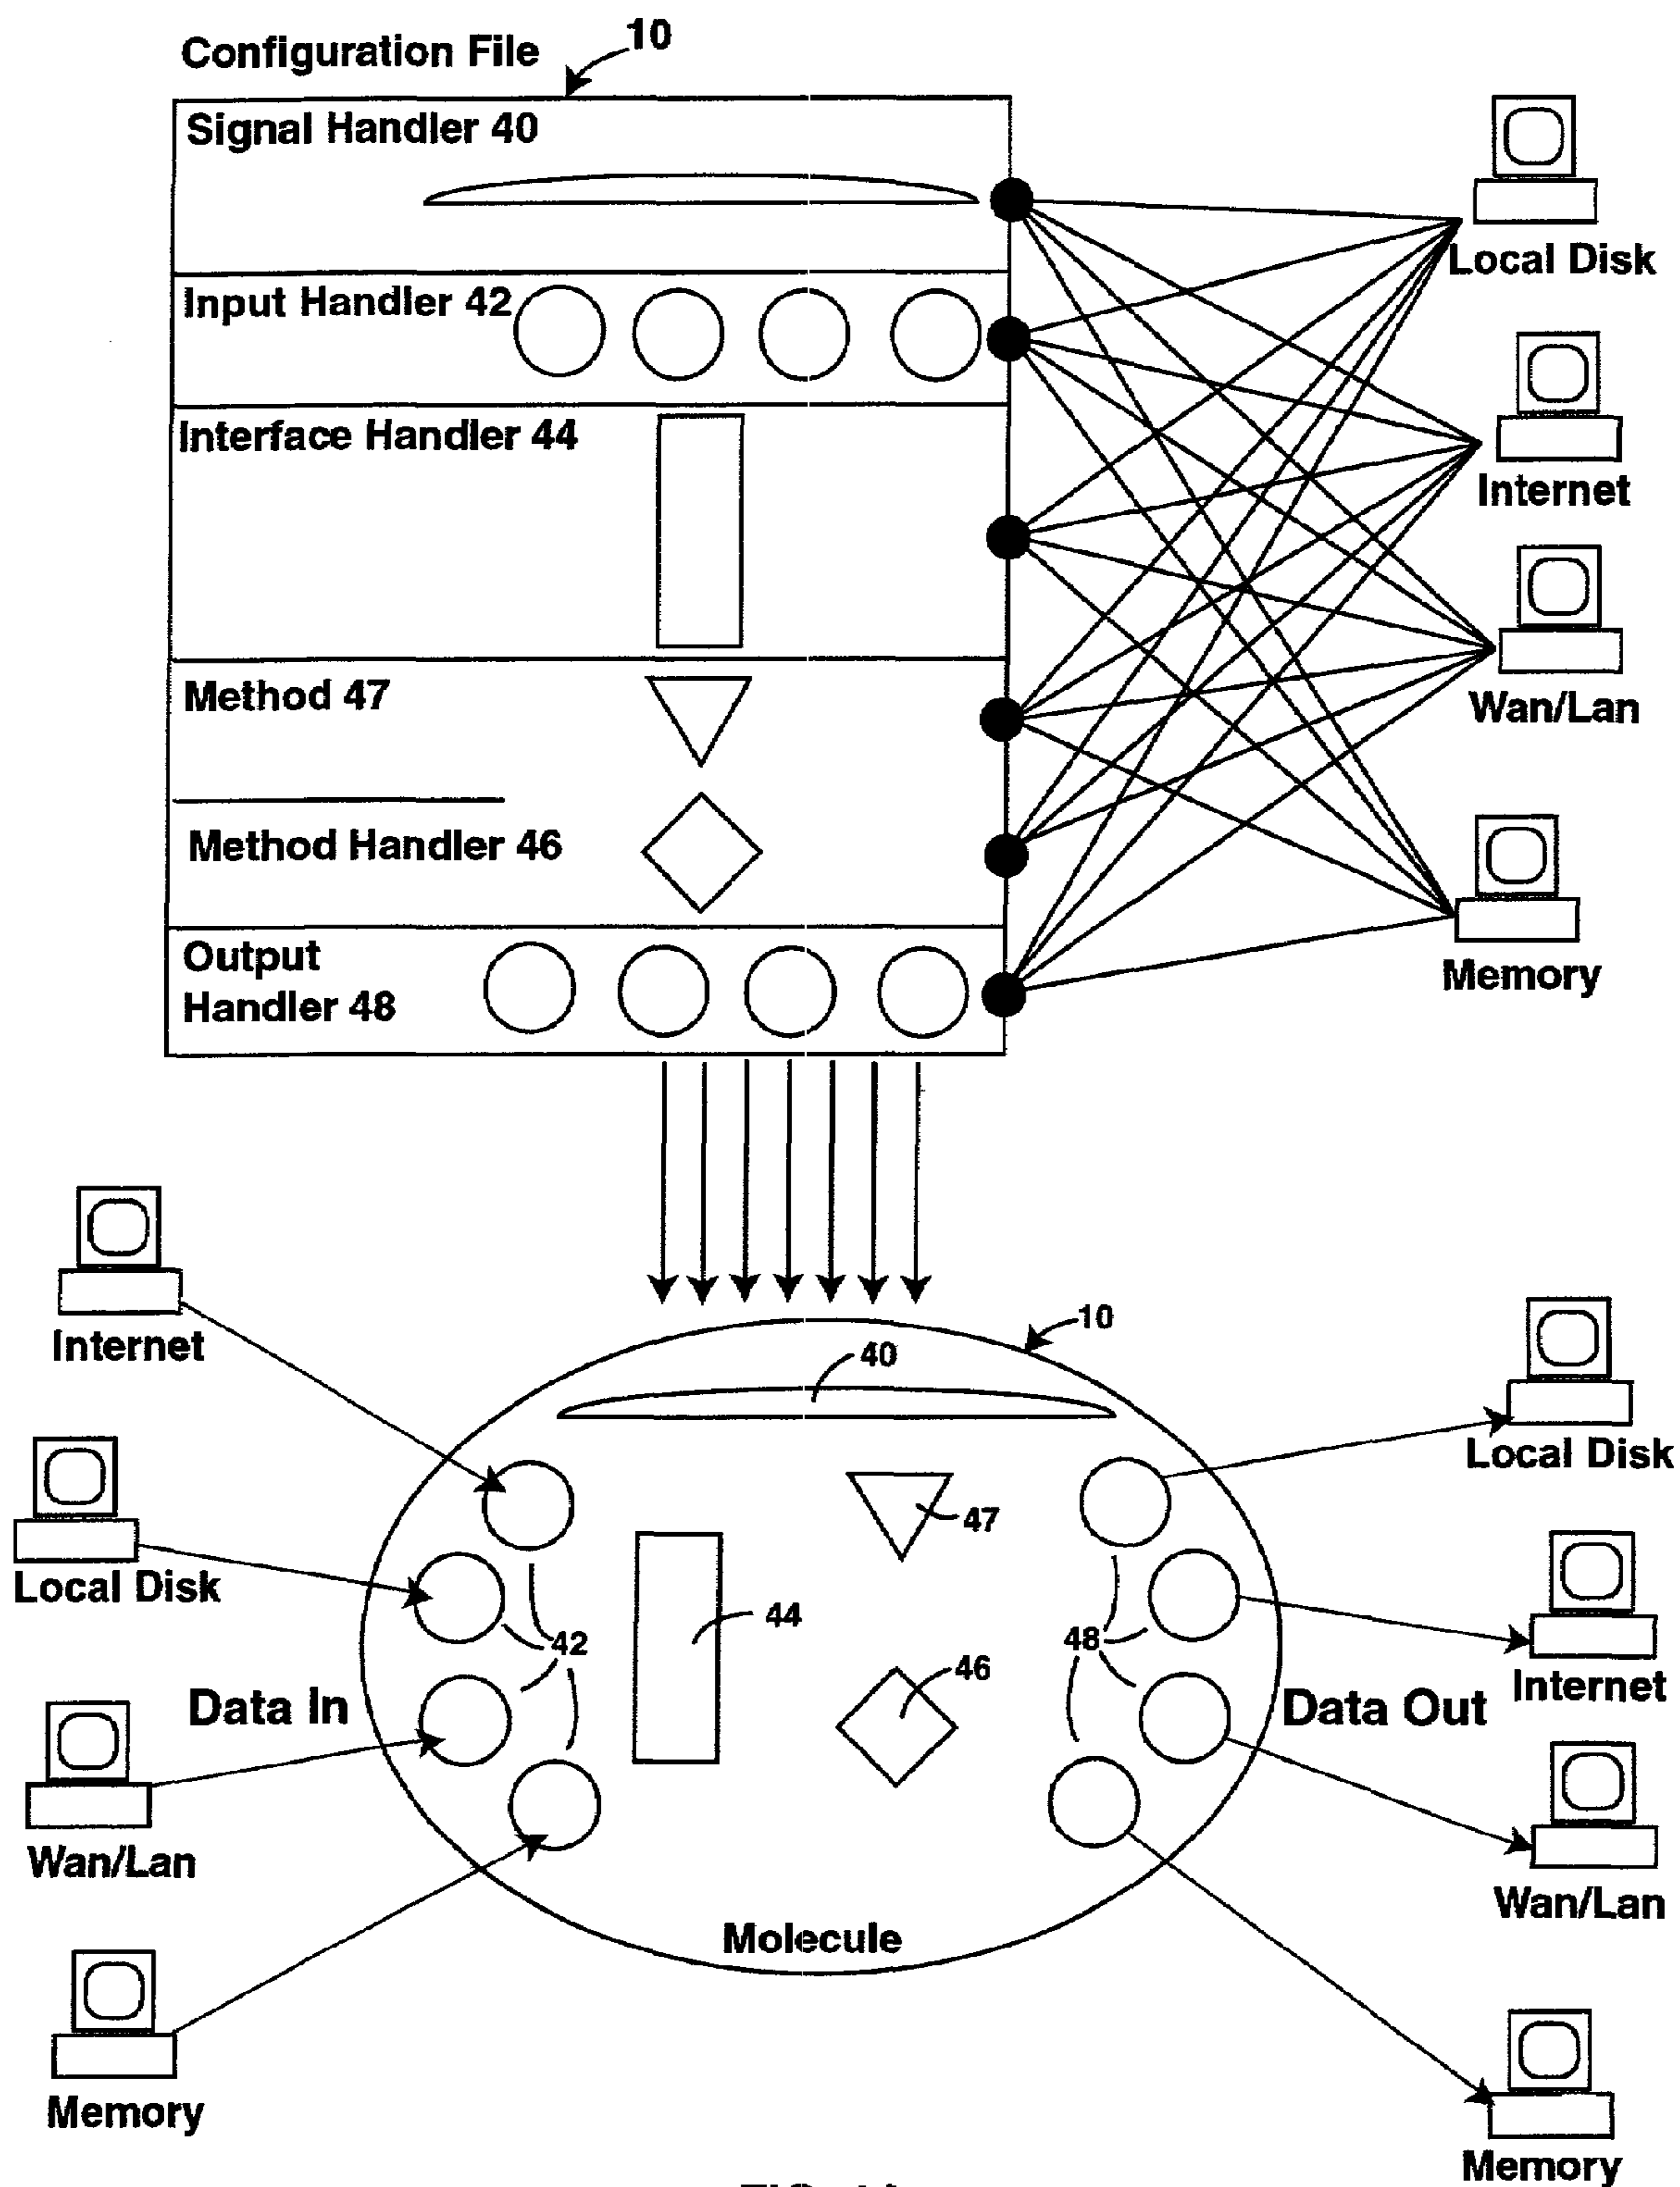 Configuration File
10
Signal Handler 40
Local Disk
Input Handler 42
Interface Handler 44
Internet
Method 47
Wan/Lan
Method Handler 46
Output
Handler 48
Memory
Internet
10
40
Local Disk
47
Local Disk
44
42
48
46
Internet
Data In
Data Out
Wan/Lan
Wan/Lan
Molecule
Memory
Memory